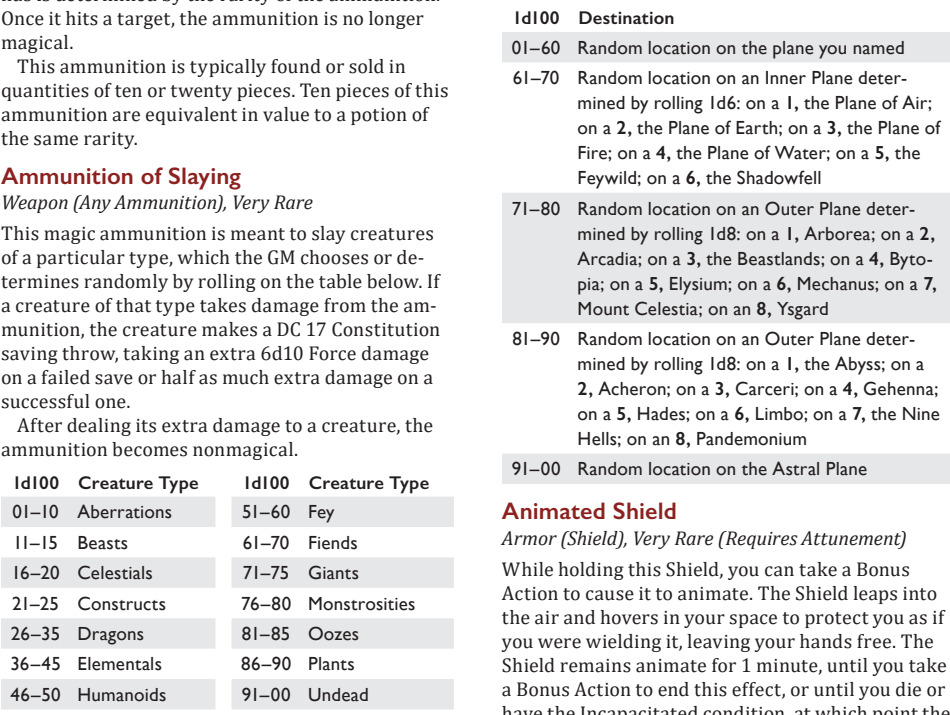 Once it hits a target, the ammunition is no longer
magical.
This ammunition is typically found or sold in
quantities of ten or twenty pieces. Ten pieces of this
ammunition are equivalent in value to a potion of
the same rarity.
Ammunition of Slaying
Weapon (Any Ammunition), Very Rare
This magic ammunition is meant to slay creatures
of a particular type, which the GM chooses or de-
termines randomly by rolling on the table below. If
a creature of that type takes damage from the am-
munition, the creature makes a DC 17 Constitution
saving throw, taking an extra 6d10 Force damage
on a failed save or half as much extra damage on a
successful one.
After dealing its extra damage to a creature, the
ammunition becomes nonmagical.
1d100 Creature Type
01–10 Aberrations
11–15 Beasts
16–20 Celestials
21–25 Constructs
26–35 Dragons
36–45 Elementals
46–50 Humanoids
1d100 Creature Type
51–60 Fey
61–70 Fiends
71–75 Giants
76–80 Monstrosities
81–85 Oozes
86–90 Plants
91–00 Undead
1d100 Destination
01–60 Random location on the plane you named
61–70 Random location on an Inner Plane deter-
mined by rolling 1d6: on a 1, the Plane of Air;
on a 2, the Plane of Earth; on a 3, the Plane of
Fire; on a 4, the Plane of Water; on a 5, the
Feywild; on a 6, the Shadowfell
71–80 Random location on an Outer Plane deter-
mined by rolling 1d8: on a 1, Arborea; on a 2,
Arcadia; on a 3, the Beastlands; on a 4, Byto-
pia; on a 5, Elysium; on a 6, Mechanus; on a 7,
Mount Celestia; on an 8, Ysgard
81–90 Random location on an Outer Plane deter-
mined by rolling 1d8: on a 1, the Abyss; on a
2, Acheron; on a 3, Carceri; on a 4, Gehenna;
on a 5, Hades; on a 6, Limbo; on a 7, the Nine
Hells; on an 8, Pandemonium
91–00 Random location on the Astral Plane
Animated Shield
Armor (Shield), Very Rare (Requires Attunement)
While holding this Shield, you can take a Bonus
Action to cause it to animate. The Shield leaps into
the air and hovers in your space to protect you as if
you were wielding it, leaving your hands free. The
Shield remains animate for 1 minute, until you take
a Bonus Action to end this effect, or until you die or
have the Incapacitated condition, at which point the